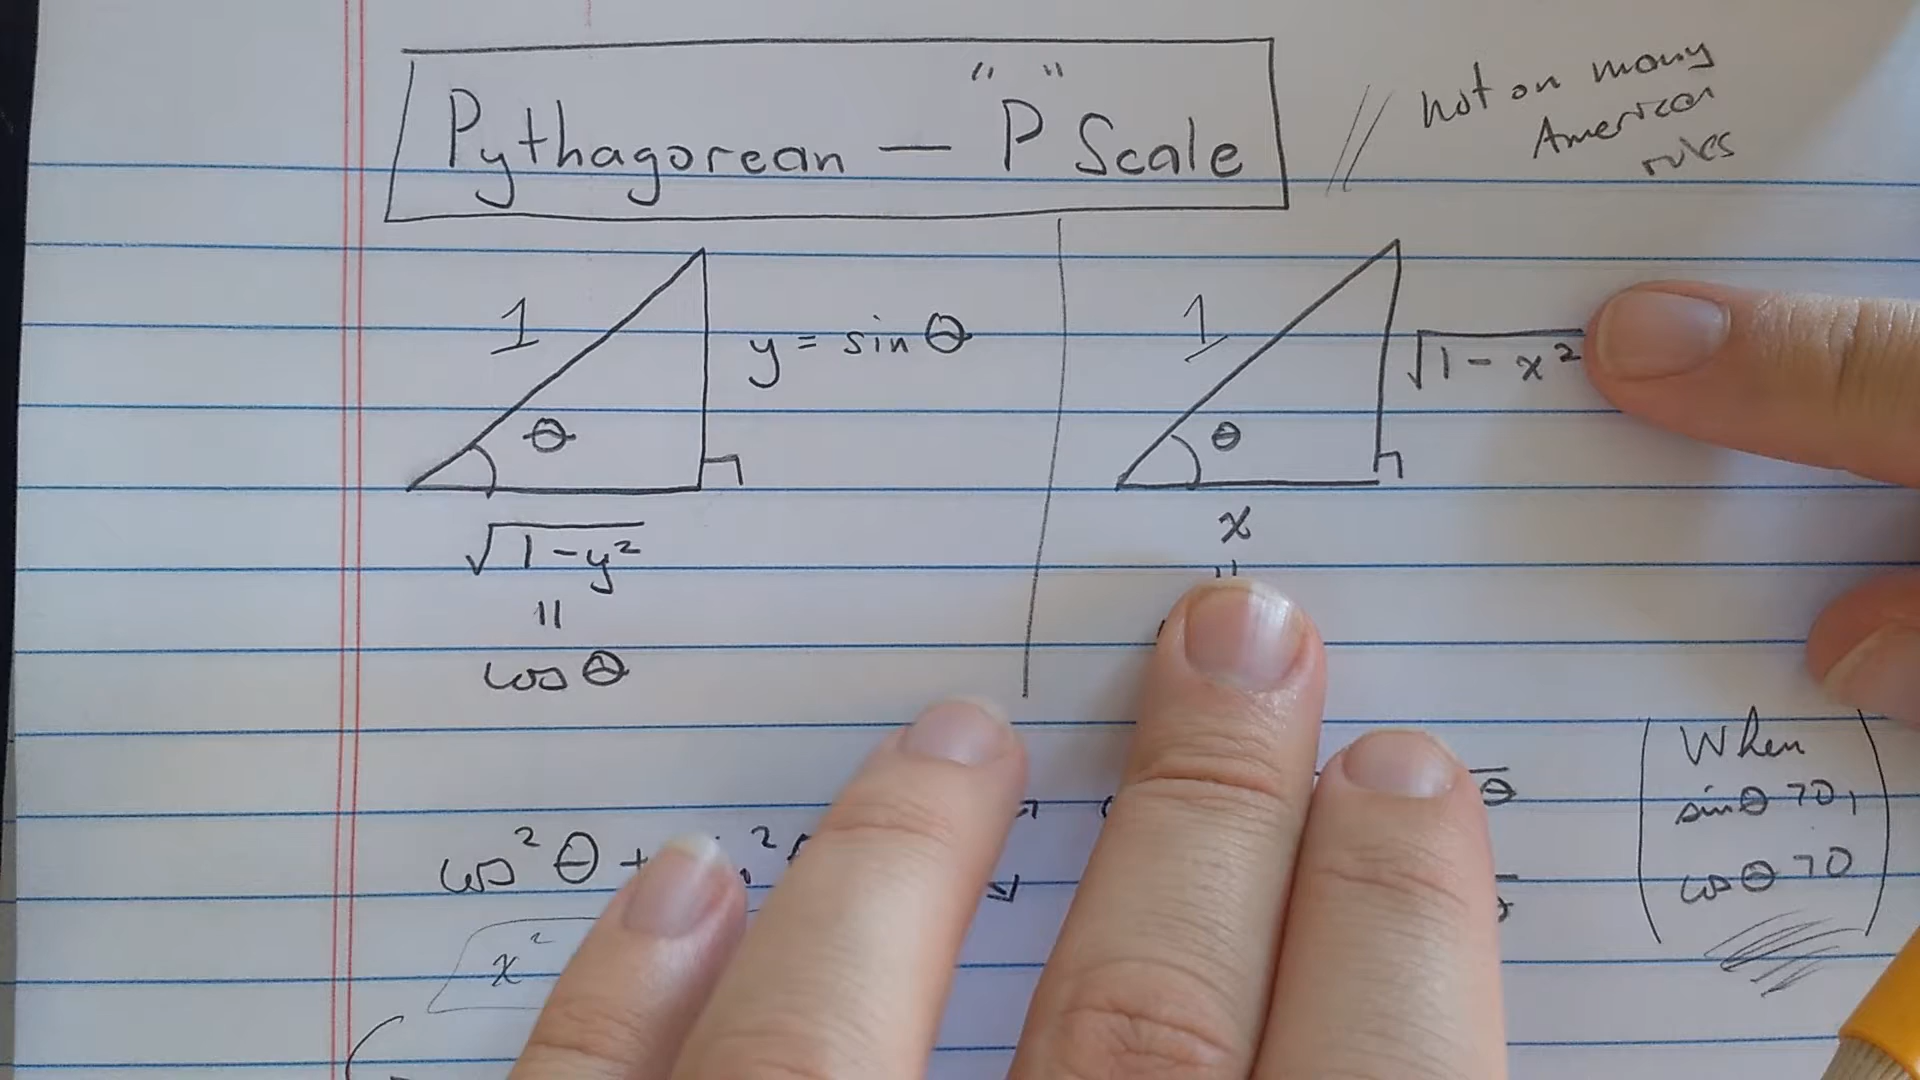 Pythagorean — "P" Scale
// not on many
American
rules
1
y = sin θ
θ
√1-y²
=
cos θ
1
√1-x²
θ
x
cos² θ +
θ
x²
When
sin θ > 0,
cos θ > 0